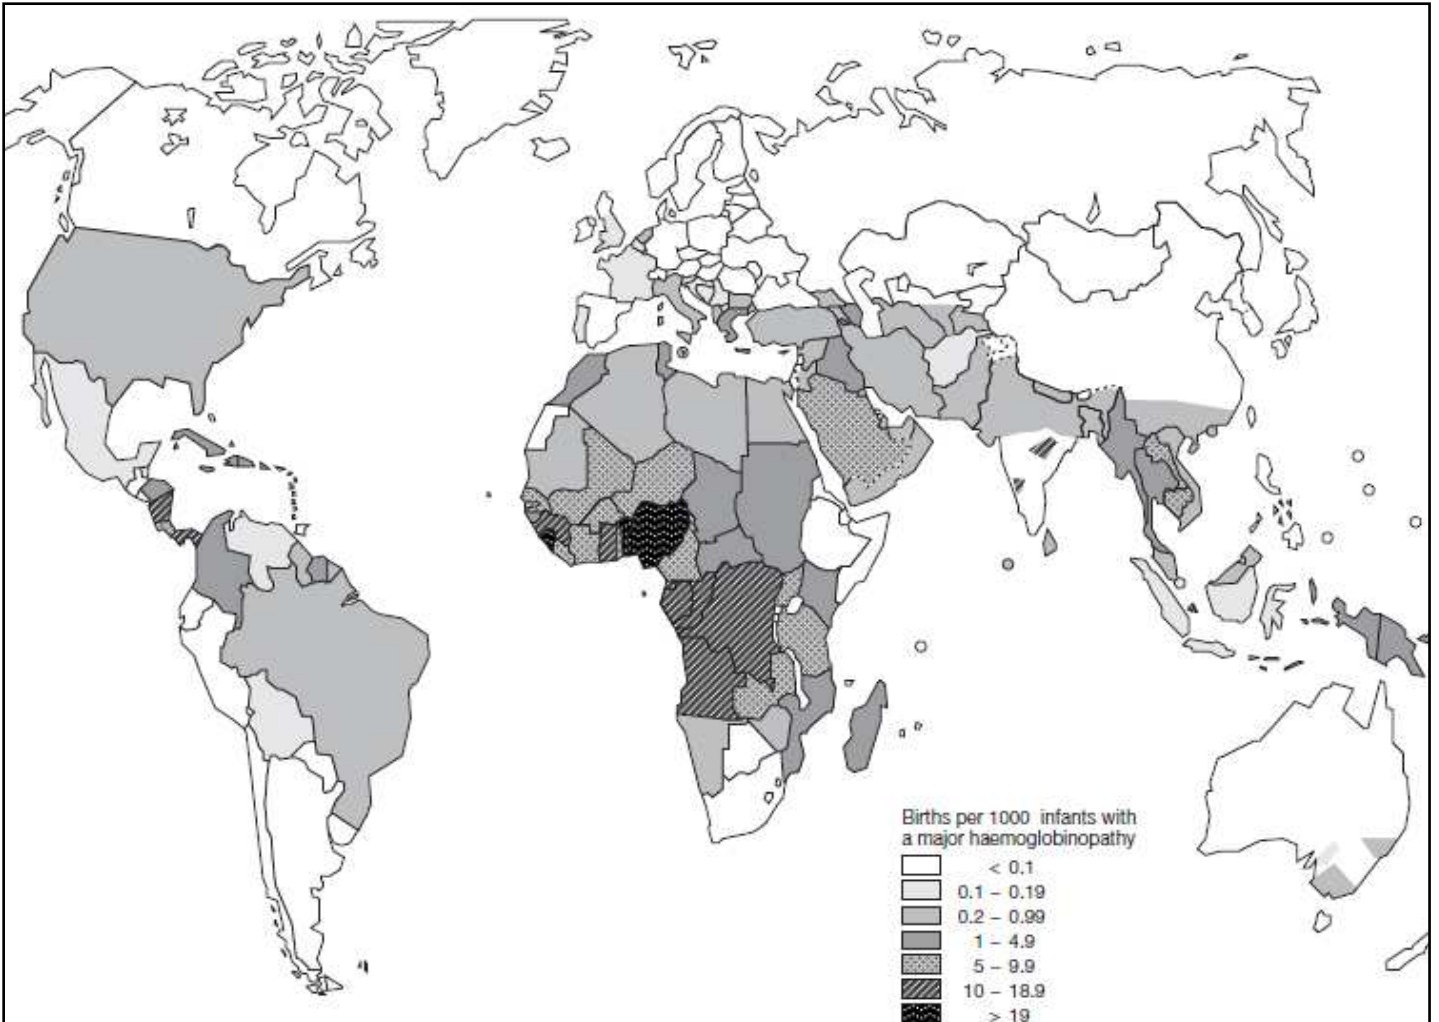 Births per 1000 infants with
a major haemoglobinopathy
< 0.1
0.1 – 0.19
0.2 – 0.99
1 – 4.9
5 – 9.9
10 – 18.9
> 19